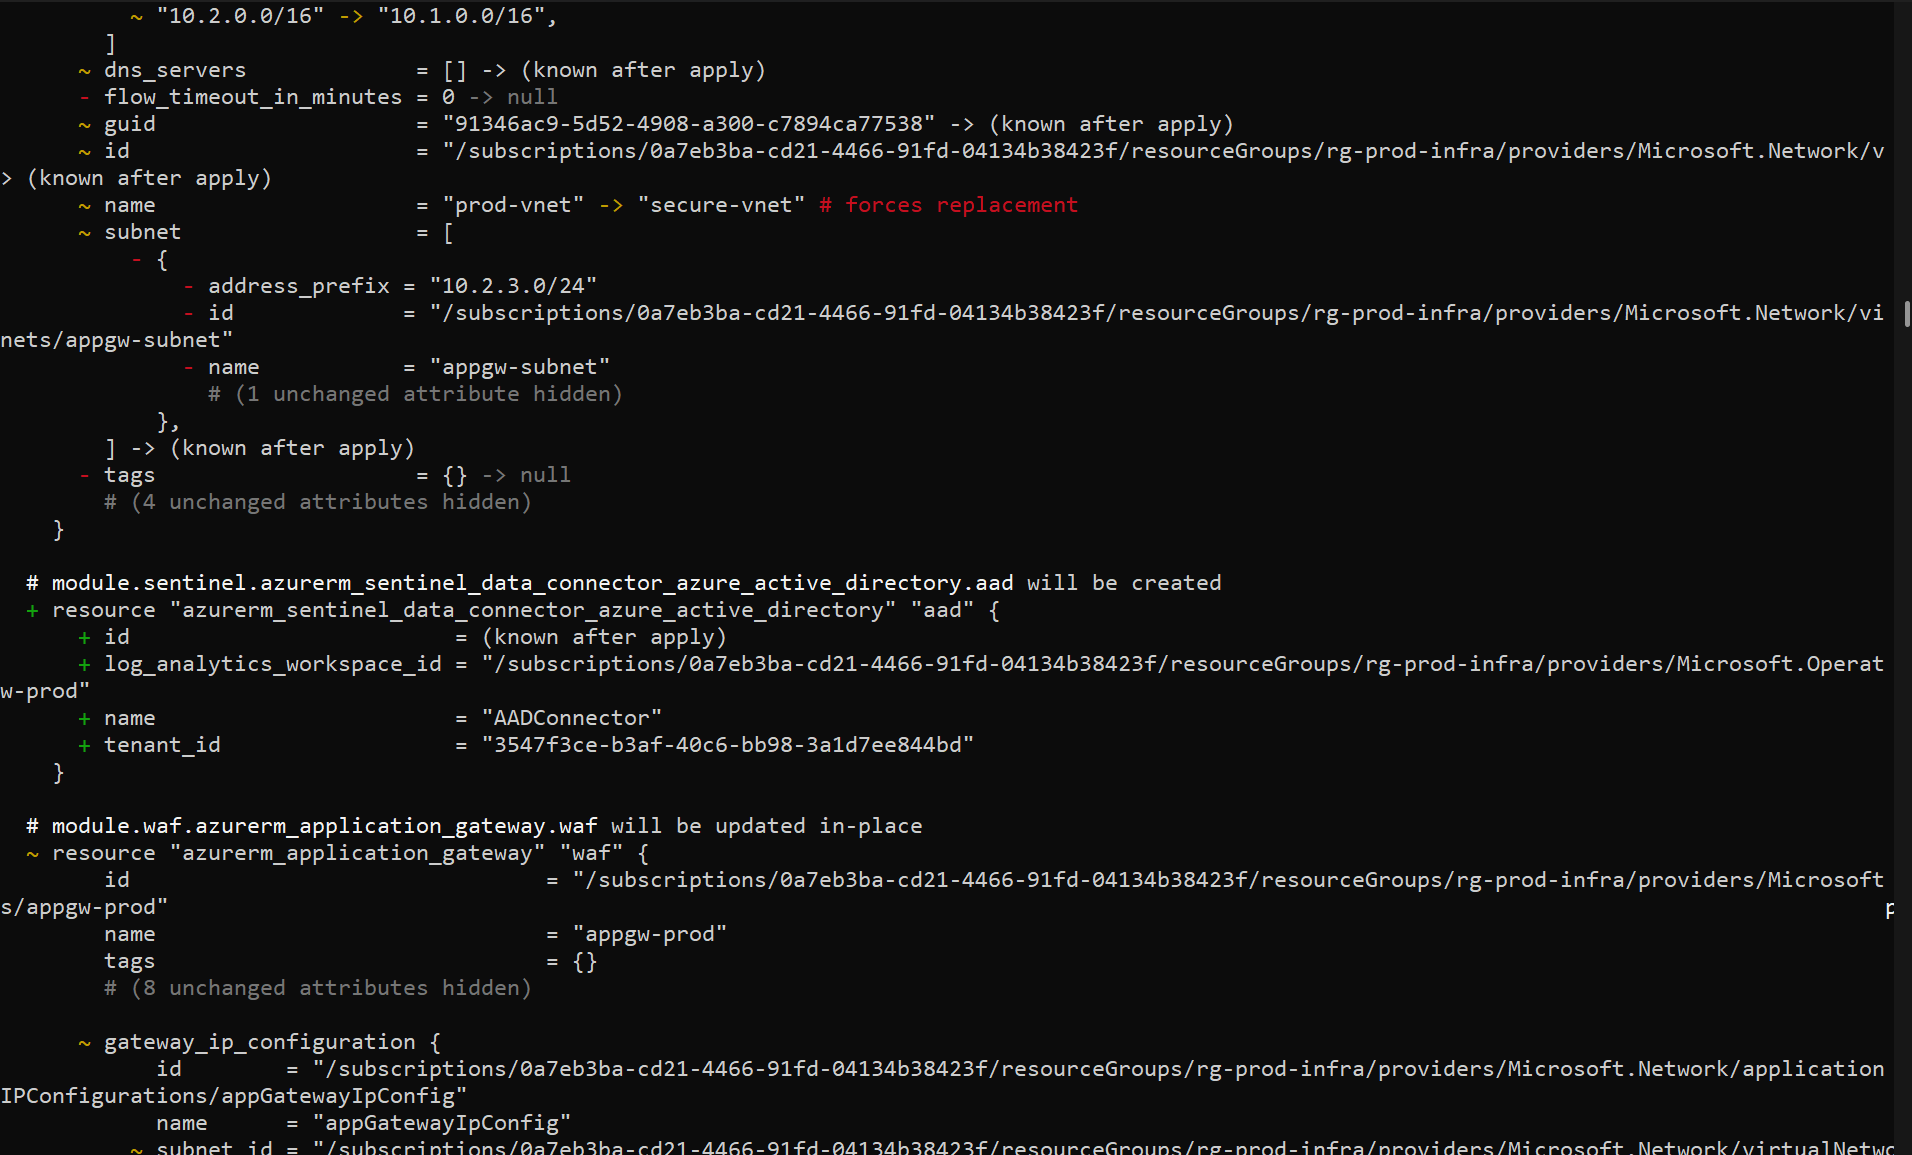 ~ "10.2.0.0/16" -> "10.1.0.0/16",
]
~ dns_servers = [] -> (known after apply)
- flow_timeout_in_minutes = 0 -> null
~ guid = "91346ac9-5d52-4908-a300-c7894ca77538" -> (known after apply)
~ id = "/subscriptions/0a7eb3ba-cd21-4466-91fd-04134b38423f/resourceGroups/rg-prod-infra/providers/Microsoft.Network/v
> (known after apply)
~ name = "prod-vnet" -> "secure-vnet" # forces replacement
~ subnet = [
- {
- address_prefix = "10.2.3.0/24"
- id = "/subscriptions/0a7eb3ba-cd21-4466-91fd-04134b38423f/resourceGroups/rg-prod-infra/providers/Microsoft.Network/vi
nets/appgw-subnet"
- name = "appgw-subnet"
# (1 unchanged attribute hidden)
},
] -> (known after apply)
- tags = {} -> null
# (4 unchanged attributes hidden)
}
# module.sentinel.azurerm_sentinel_data_connector_azure_active_directory.aad will be created
+ resource "azurerm_sentinel_data_connector_azure_active_directory" "aad" {
+ id = (known after apply)
+ log_analytics_workspace_id = "/subscriptions/0a7eb3ba-cd21-4466-91fd-04134b38423f/resourceGroups/rg-prod-infra/providers/Microsoft.Operat
w-prod"
+ name = "AADConnector"
+ tenant_id = "3547f3ce-b3af-40c6-bb98-3a1d7ee844bd"
}
# module.waf.azurerm_application_gateway.waf will be updated in-place
~ resource "azurerm_application_gateway" "waf" {
id = "/subscriptions/0a7eb3ba-cd21-4466-91fd-04134b38423f/resourceGroups/rg-prod-infra/providers/Microsoft
s/appgw-prod" p
name = "appgw-prod"
tags = {}
# (8 unchanged attributes hidden)
~ gateway_ip_configuration {
id = "/subscriptions/0a7eb3ba-cd21-4466-91fd-04134b38423f/resourceGroups/rg-prod-infra/providers/Microsoft.Network/application
IPConfigurations/appGatewayIpConfig"
name = "appGatewayIpConfig"
~ subnet_id = "/subscriptions/0a7eb3ba-cd21-4466-91fd-04134b38423f/resourceGroups/rg-prod-infra/providers/Microsoft.Network/virtualNetwo